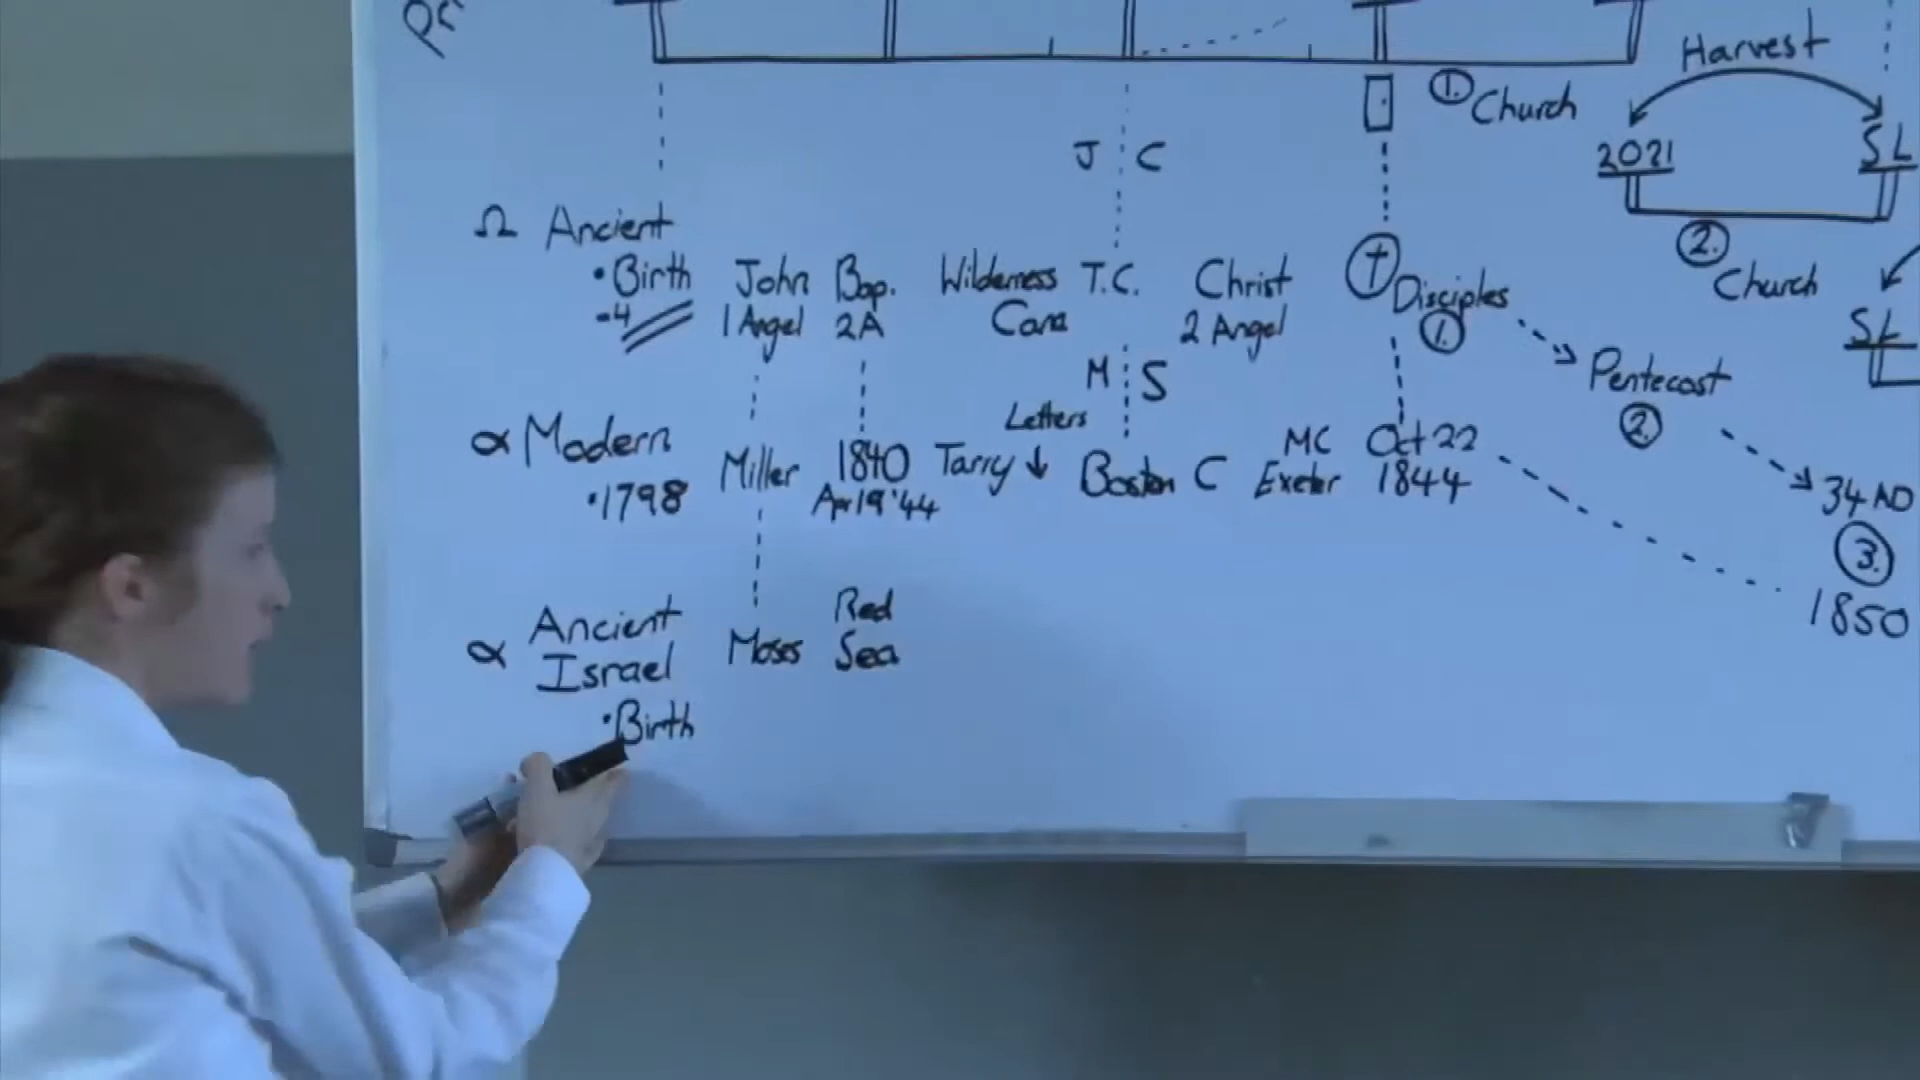 Harvest
① Church
2021
SL
J C
② Church
Ω Ancient
• Birth John Bap. Wilderness T.C. Christ † Disciples
-4 1 Angel 2A Cana 2 Angel ①
SL
M S
Pentecost
②
Letters
α Modern Miller 1840 Tarry ↓ Boston C MC Oct 22
• 1798 Apr 19 '44 Exeter 1844
34 AD
③
1850
α Ancient Moses Red
Israel Sea
• Birth